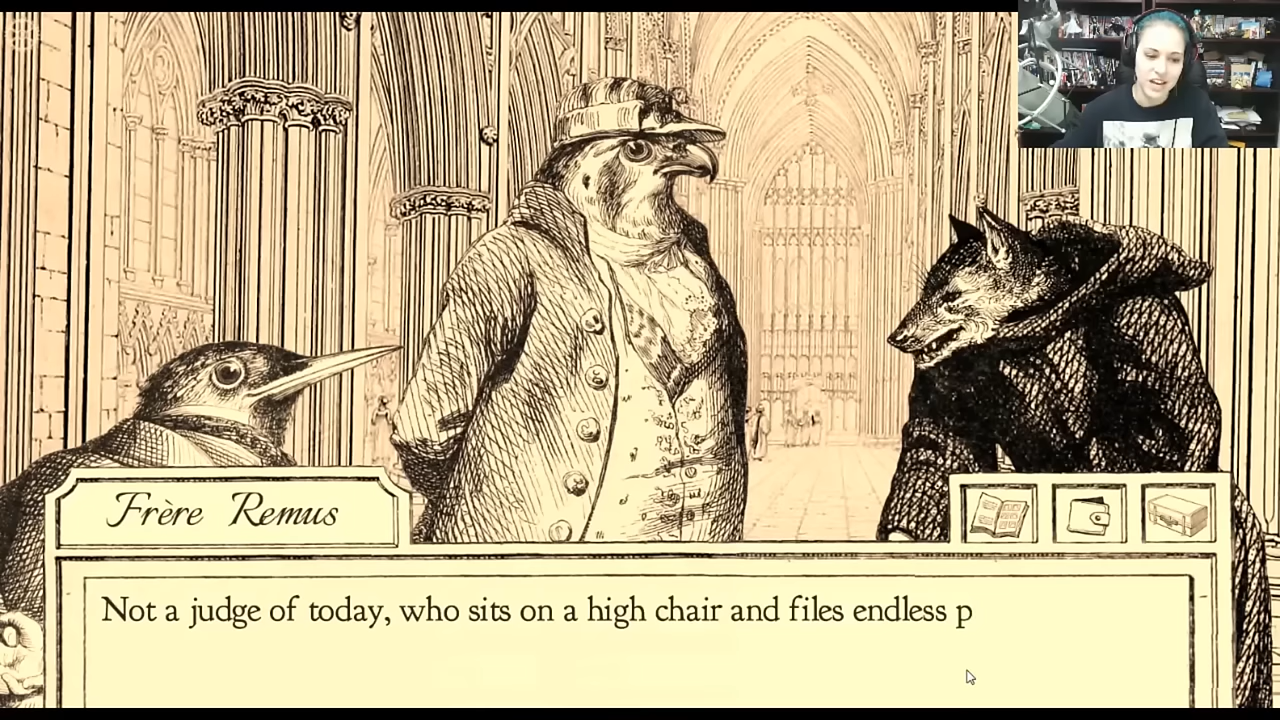 Frère Remus
Not a judge of today, who sits on a high chair and files endless p